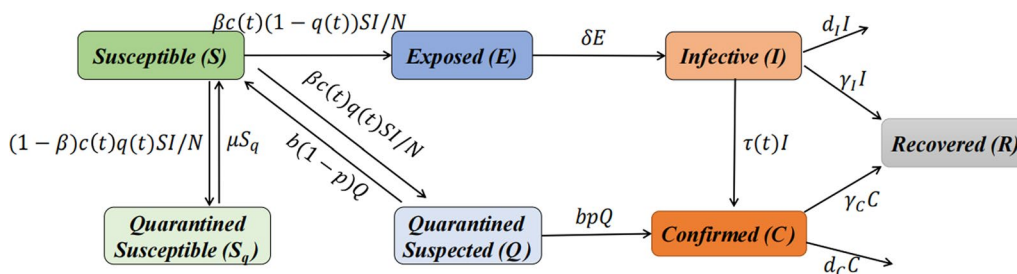 βc(t)(1 − q(t))SI/N
Susceptible (S)
Exposed (E)
δE
Infective (I)
d_I I
γ_I I
βc(t)q(t)SI/N
b(1 − p)Q
(1 − β)c(t)q(t)SI/N
μS_q
τ(t)I
Recovered (R)
Quarantined
Susceptible (S_q)
Quarantined
Suspected (Q)
bpQ
Confirmed (C)
γ_C C
d_C C